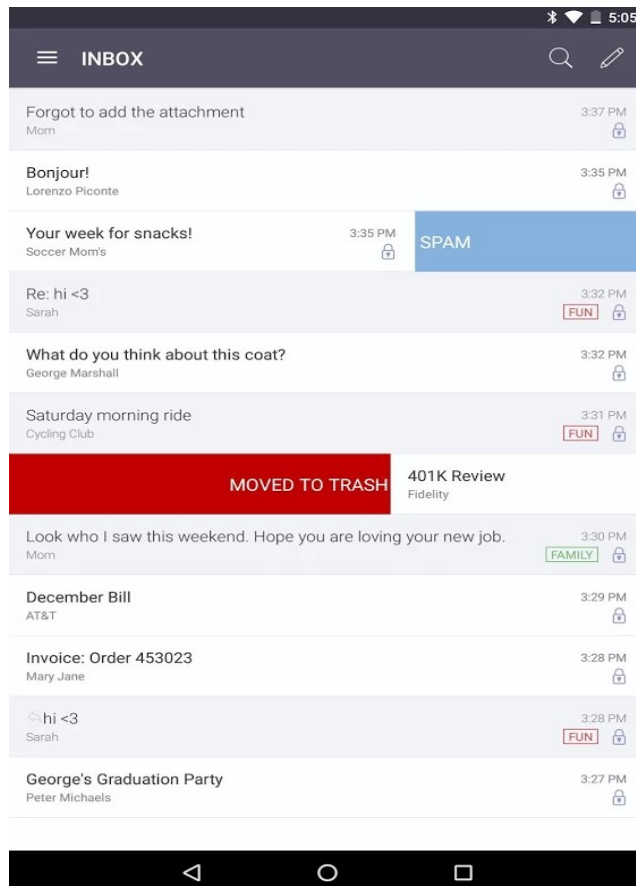 5:05
INBOX
Forgot to add the attachment
3:37 PM
Mom
Bonjour!
3:35 PM
Lorenzo Piconte
Your week for snacks!
3:35 PM
SPAM
Soccer Mom's
Re: hi <3
3:32 PM
Sarah
FUN
What do you think about this coat?
3:32 PM
George Marshall
Saturday morning ride
3:31 PM
Cycling Club
FUN
MOVED TO TRASH
401K Review
Fidelity
Look who I saw this weekend. Hope you are loving your new job.
3:30 PM
Mom
FAMILY
December Bill
3:29 PM
AT&T
Invoice: Order 453023
3:28 PM
Mary Jane
hi <3
3:28 PM
Sarah
FUN
George's Graduation Party
3:27 PM
Peter Michaels